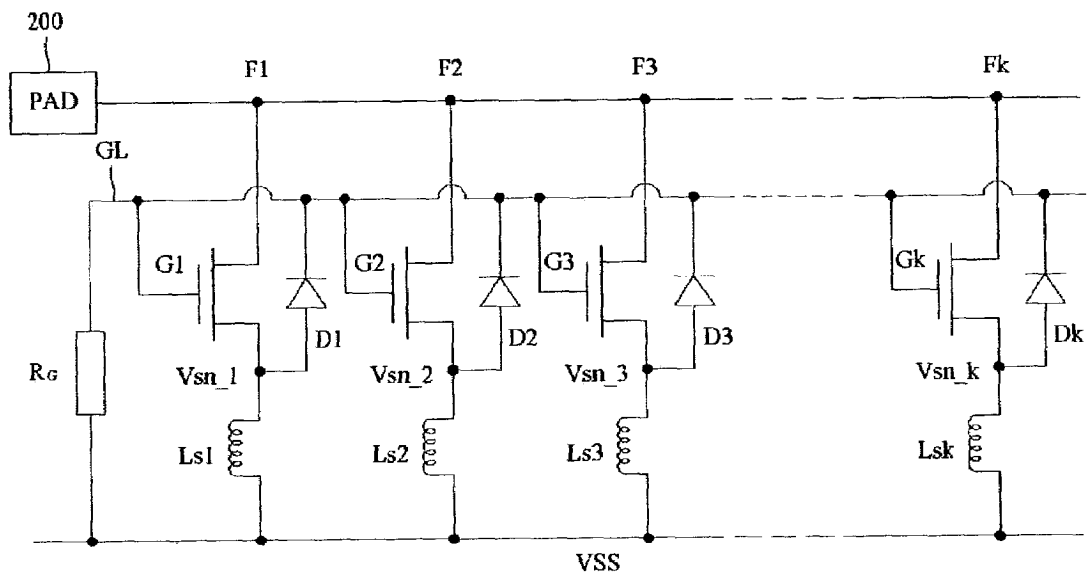 200
PAD
F1 F2 F3 Fk
GL
G1 G2 G3 Gk
D1 D2 D3 Dk
RG
Vsn_1 Vsn_2 Vsn_3 Vsn_k
Ls1 Ls2 Ls3 Lsk
VSS